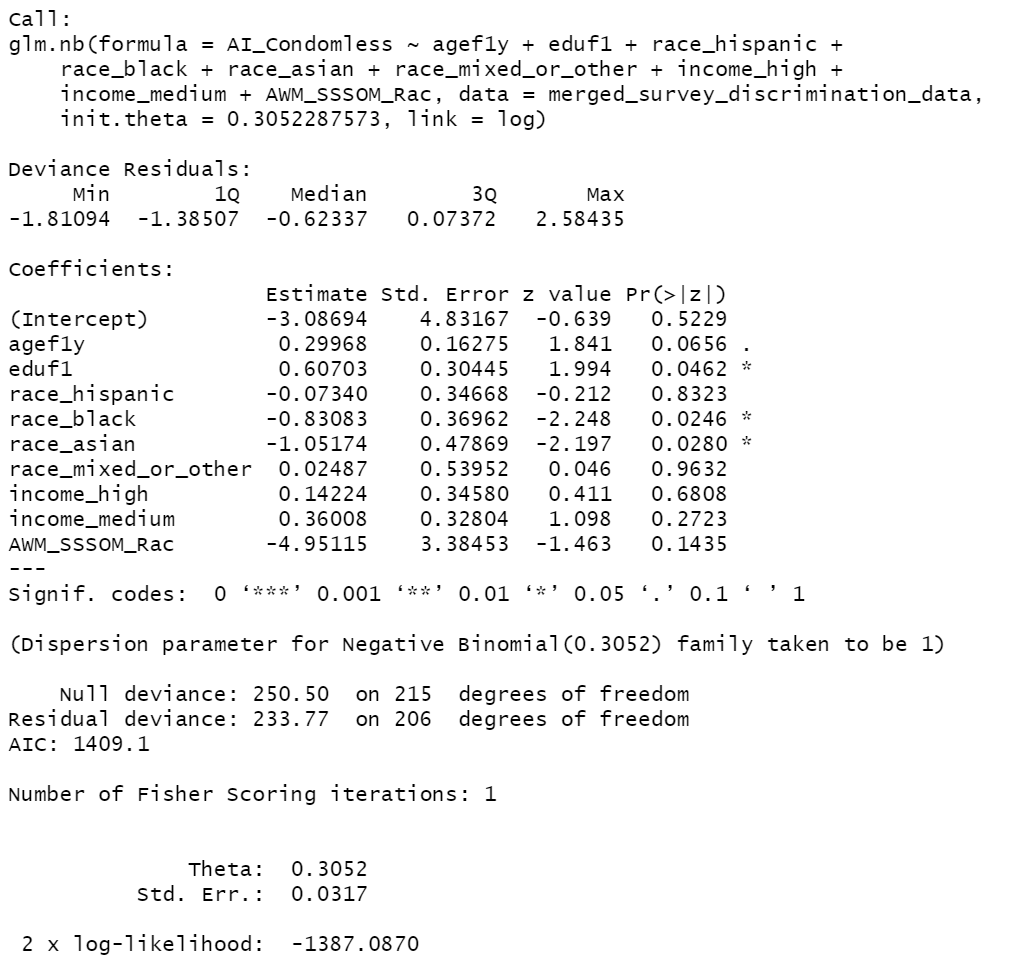 Call:
glm.nb(formula = AI_Condomless ~ agef1y + eduf1 + race_hispanic +
    race_black + race_asian + race_mixed_or_other + income_high +
    income_medium + AWM_SSSOM_Rac, data = merged_survey_discrimination_data,
    init.theta = 0.3052287573, link = log)

Deviance Residuals:
     Min        1Q    Median        3Q       Max
-1.81094  -1.38507  -0.62337   0.07372   2.58435

Coefficients:
                    Estimate Std. Error z value Pr(>|z|)
(Intercept)         -3.08694    4.83167  -0.639   0.5229
agef1y               0.29968    0.16275   1.841   0.0656 .
eduf1                0.60703    0.30445   1.994   0.0462 *
race_hispanic       -0.07340    0.34668  -0.212   0.8323
race_black          -0.83083    0.36962  -2.248   0.0246 *
race_asian          -1.05174    0.47869  -2.197   0.0280 *
race_mixed_or_other  0.02487    0.53952   0.046   0.9632
income_high          0.14224    0.34580   0.411   0.6808
income_medium        0.36008    0.32804   1.098   0.2723
AWM_SSSOM_Rac       -4.95115    3.38453  -1.463   0.1435
---
Signif. codes:  0 ‘***’ 0.001 ‘**’ 0.01 ‘*’ 0.05 ‘.’ 0.1 ‘ ’ 1

(Dispersion parameter for Negative Binomial(0.3052) family taken to be 1)

    Null deviance: 250.50  on 215  degrees of freedom
Residual deviance: 233.77  on 206  degrees of freedom
AIC: 1409.1

Number of Fisher Scoring iterations: 1


              Theta:  0.3052
          Std. Err.:  0.0317

 2 x log-likelihood:  -1387.0870